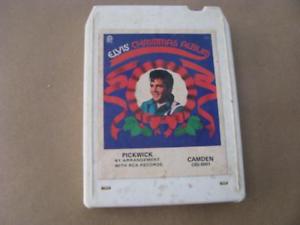 ELVIS' CHRISTMAS ALBUM
PICKWICK
BY ARRANGEMENT
WITH RCA RECORDS
CAMDEN